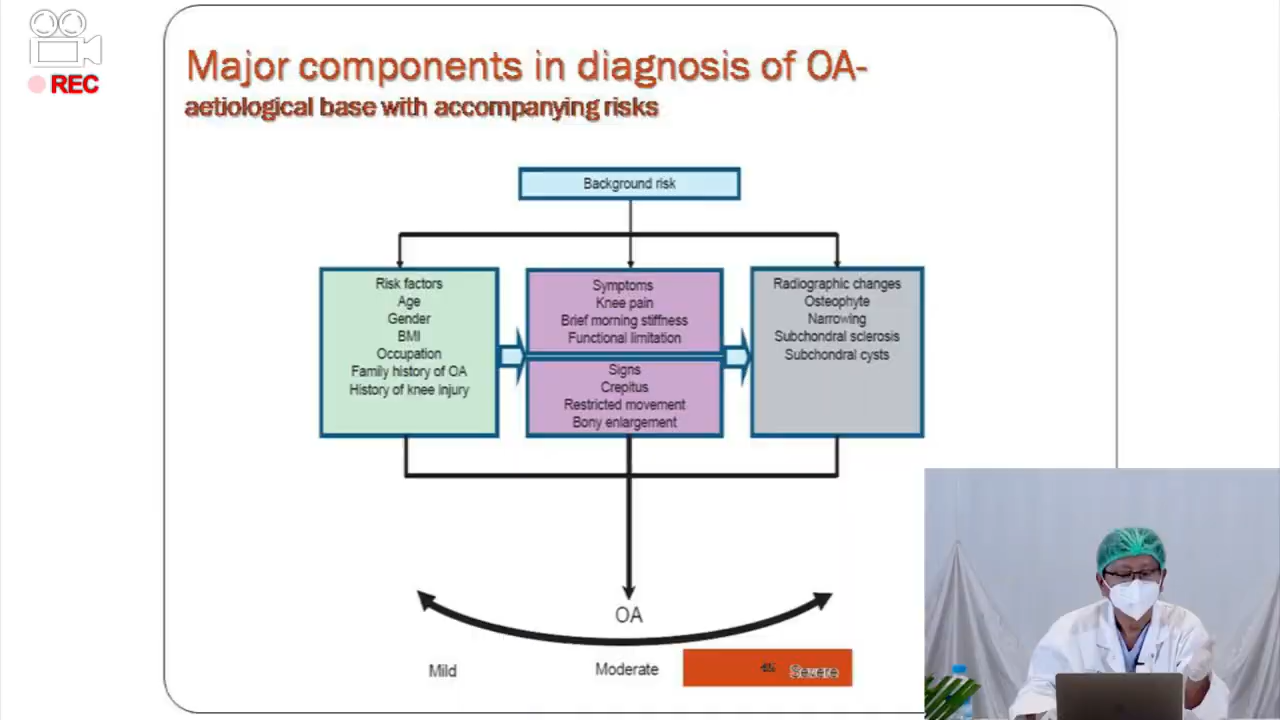 REC
Major components in diagnosis of OA-
aetiological base with accompanying risks
Background risk
Risk factors
Age
Gender
BMI
Occupation
Family history of OA
History of knee injury
Symptoms
Knee pain
Brief morning stiffness
Functional limitation
Signs
Crepitus
Restricted movement
Bony enlargement
Radiographic changes
Osteophyte
Narrowing
Subchondral sclerosis
Subchondral cysts
OA
Mild
Moderate
Severe